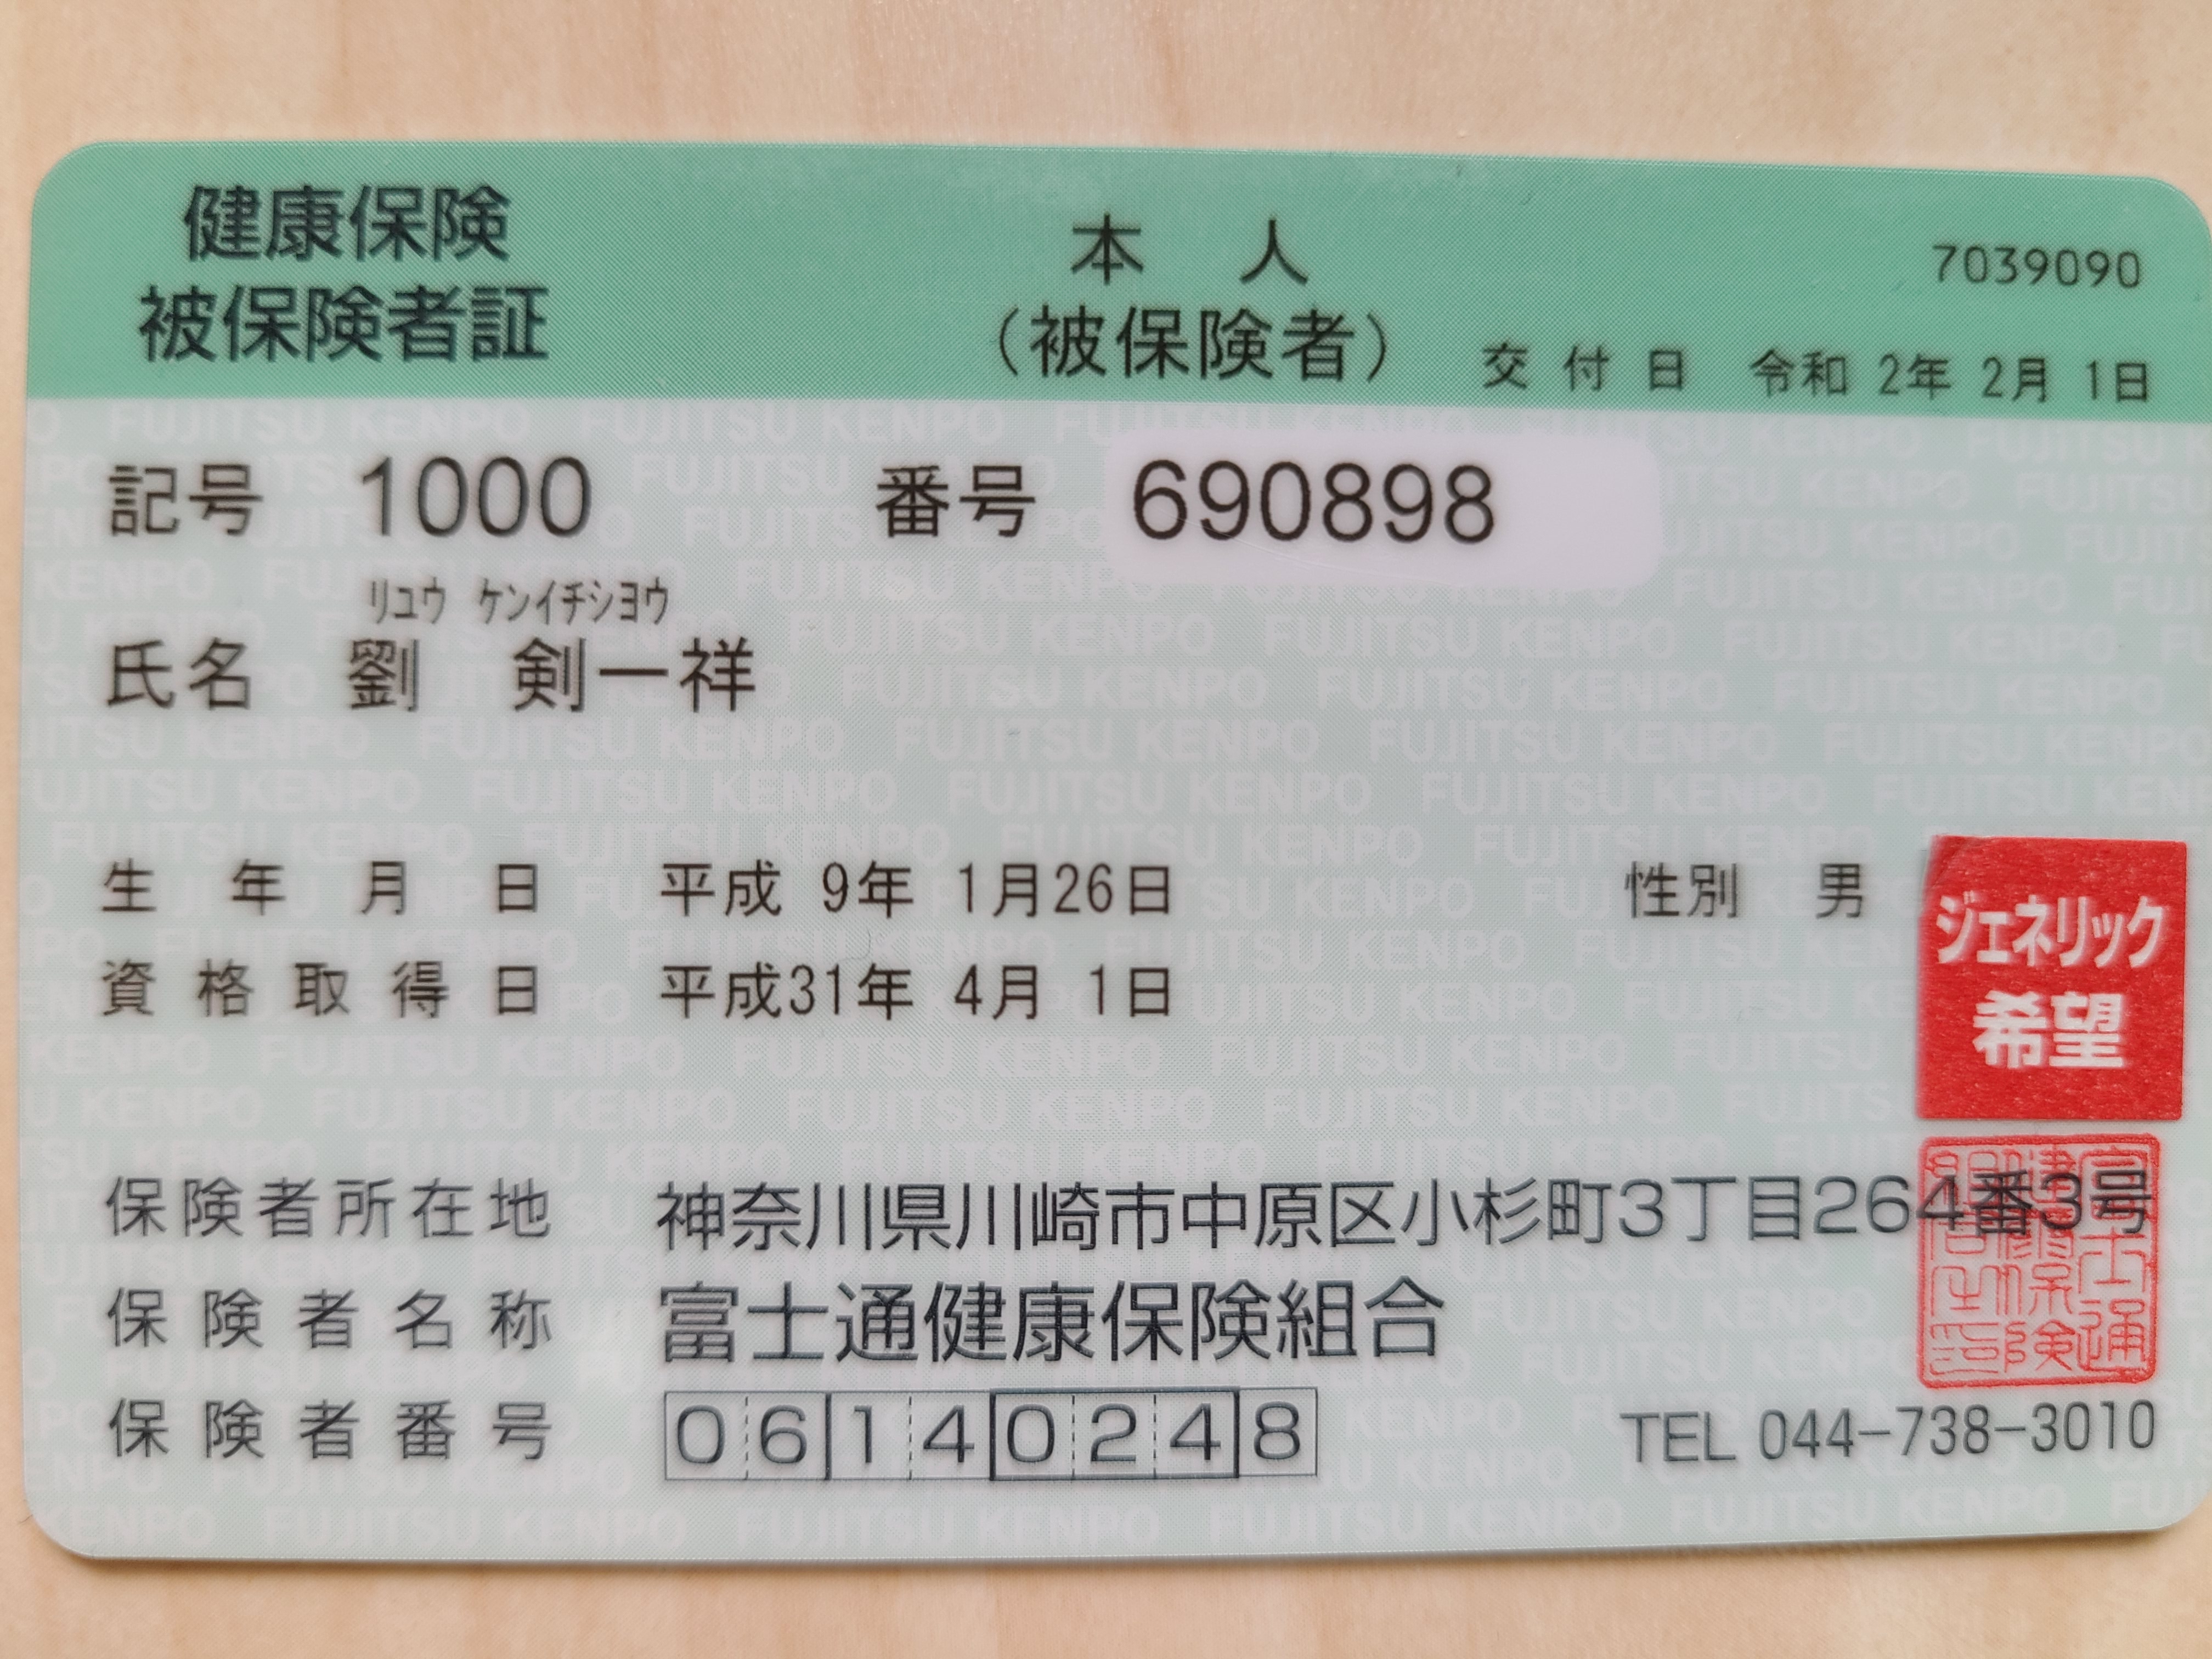 健康保険
被保険者証
本人
(被保険者)
7039090
交付日 令和 2年 2月 1日
記号 1000 番号 690898
リュウ ケンイチショウ
氏名 劉 剣一祥
生年月日 平成 9年 1月26日 性別 男
資格取得日 平成31年 4月 1日
ジェネリック
希望
保険者所在地 神奈川県川崎市中原区小杉町3丁目264番3号
保険者名称 富士通健康保険組合
保険者番号 06140248 TEL 044-738-3010